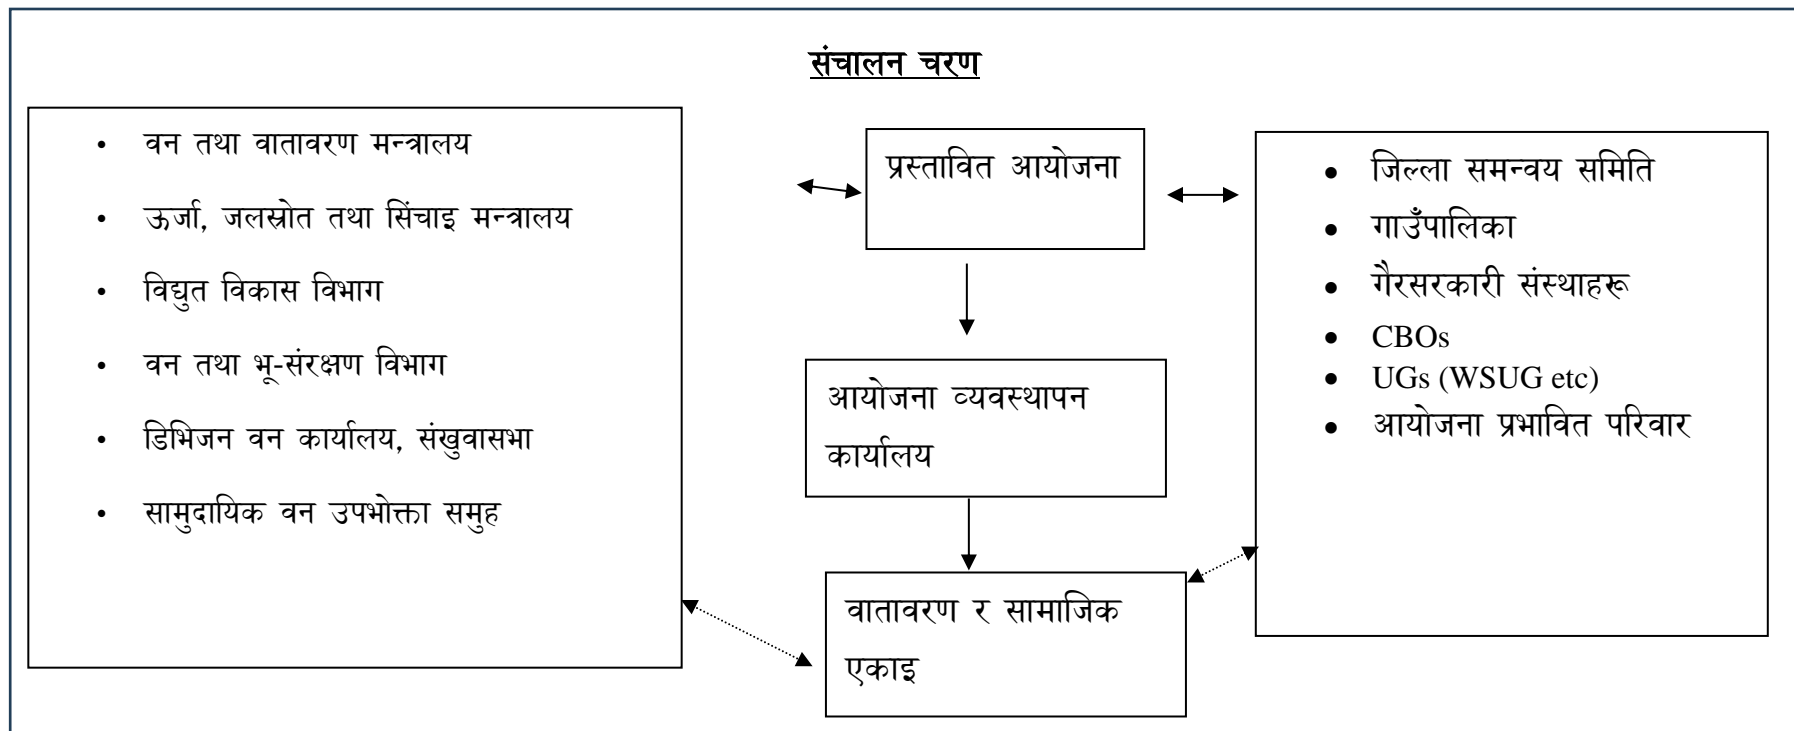 संचालन चरण
• वन तथा वातावरण मन्त्रालय
• ऊर्जा, जलस्रोत तथा सिंचाइ मन्त्रालय
• विद्युत विकास विभाग
• वन तथा भू-संरक्षण विभाग
• डिभिजन वन कार्यालय, संखुवासभा
• सामुदायिक वन उपभोक्ता समुह
प्रस्तावित आयोजना
आयोजना व्यवस्थापन
कार्यालय
वातावरण र सामाजिक
एकाइ
• जिल्ला समन्वय समिति
• गाउँपालिका
• गैरसरकारी संस्थाहरू
• CBOs
• UGs (WSUG etc)
• आयोजना प्रभावित परिवार